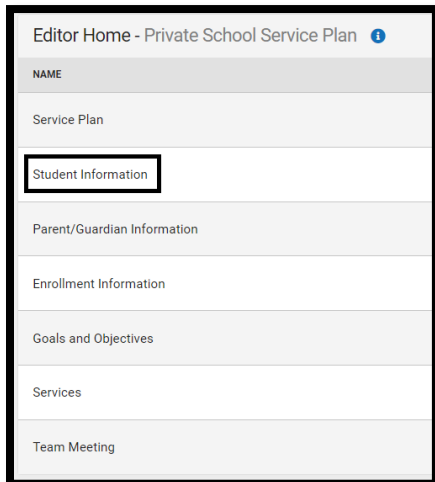 Editor Home - Private School Service Plan
NAME
Service Plan
Student Information
Parent/Guardian Information
Enrollment Information
Goals and Objectives
Services
Team Meeting